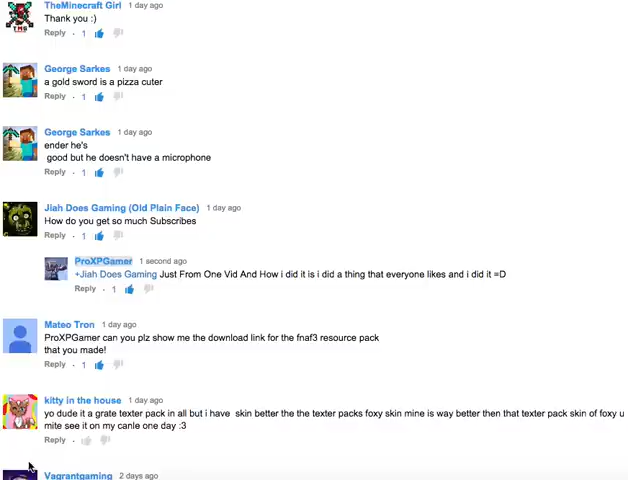 TheMinecraft Girl 1 day ago
Thank you :)
Reply · 1
George Sarkes 1 day ago
a gold sword is a pizza cuter
Reply · 1
George Sarkes 1 day ago
ender he's
good but he doesn't have a microphone
Reply · 1
Jiah Does Gaming (Old Plain Face) 1 day ago
How do you get so much Subscribes
Reply · 1
ProXPGamer 1 second ago
+Jiah Does Gaming Just From One Vid And How i did it is i did a thing that everyone likes and i did it =D
Reply · 1
Mateo Tron 1 day ago
ProXPGamer can you plz show me the download link for the fnaf3 resource pack
that you made!
Reply · 1
kitty in the house 1 day ago
yo dude it a grate texter pack in all but i have skin better the the texter packs foxy skin mine is way better then that texter pack skin of foxy u
mite see it on my canle one day :3
Reply ·
Vagrantgaming 2 days ago